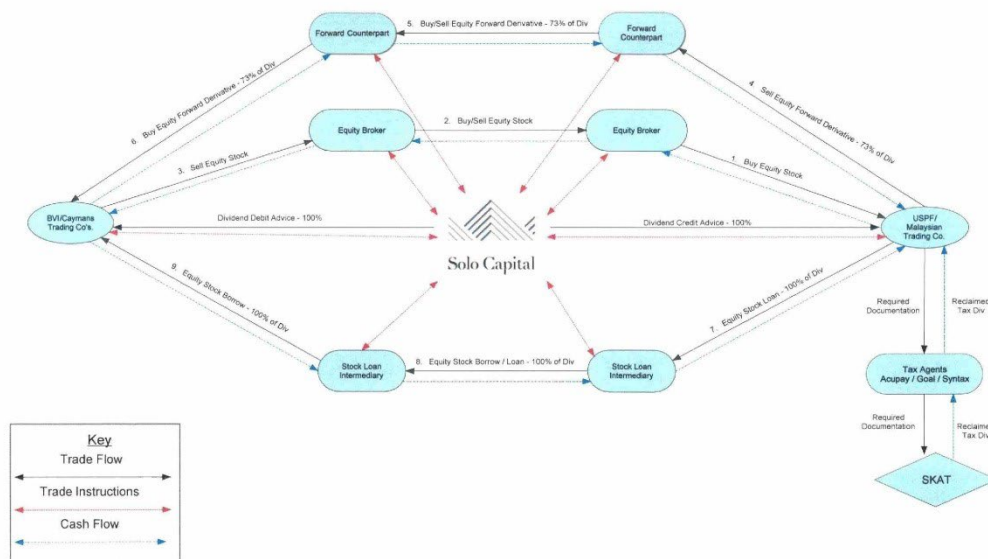 5. Buy/Sell Equity Forward Derivative - 73% of Div
Forward Counterpart
Forward
Counterpart
6. Buy Equity Forward Derivative - 73% of Div
4. Sell Equity Forward Derivative - 73% of Div
2. Buy/Sell Equity Stock
Equity Broker
Equity Broker
3. Sell Equity Stock
1. Buy Equity Stock
BVI/Caymans
Trading Co's.
Dividend Debit Advice - 100%
Dividend Credit Advice - 100%
USPF/
Malaysian
Trading Co.
Solo Capital
9. Equity Stock Borrow - 100% of Div
7. Equity Stock Loan - 100% of Div
8. Equity Stock Borrow / Loan - 100% of Div
Stock Loan
Intermediary
Stock Loan
Intermediary
Required
Documentation
Reclaimed
Tax Div
Tax Agents
Acupay / Goal / Syntax
Required
Documentation
Reclaimed
Tax Div
SKAT
Key
Trade Flow
Trade Instructions
Cash Flow